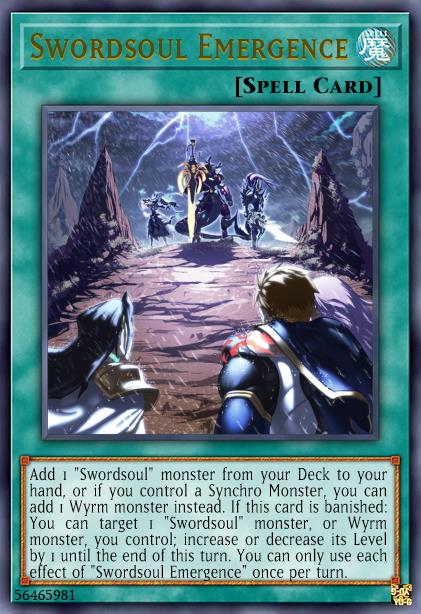 Swordsoul Emergence
SPELL
魔
[Spell Card]
Add 1 "Swordsoul" monster from your Deck to your
hand, or if you control a Synchro Monster, you can
add 1 Wyrm monster instead. If this card is banished:
You can target 1 "Swordsoul" monster, or Wyrm
monster, you control; increase or decrease its Level
by 1 until the end of this turn. You can only use each
effect of "Swordsoul Emergence" once per turn.
56465981